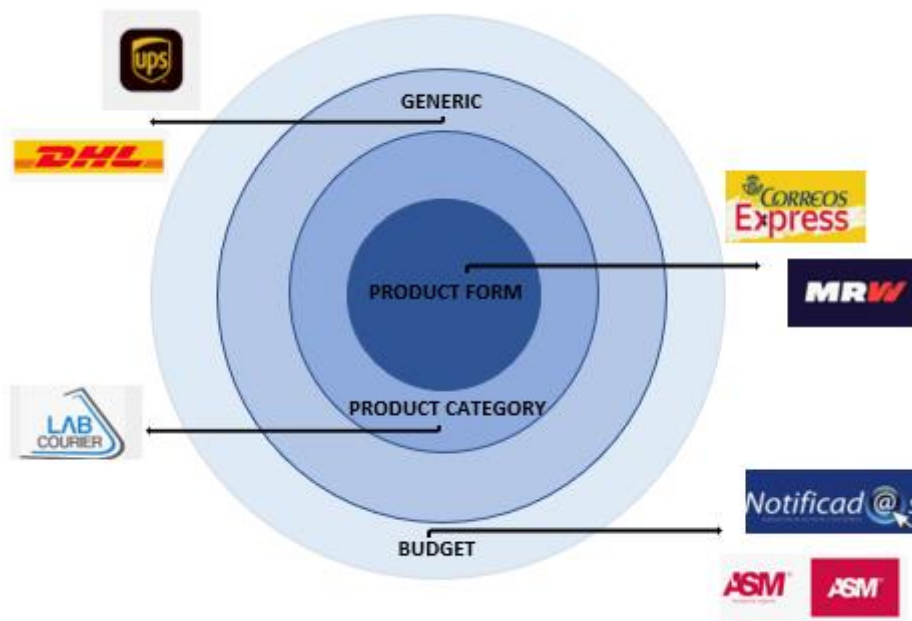 ups
GENERIC
DHL
CORREOS
Express
PRODUCT FORM
MRW
PRODUCT CATEGORY
LAB
COURIER
Notificad@s
BUDGET
ASM
ASM